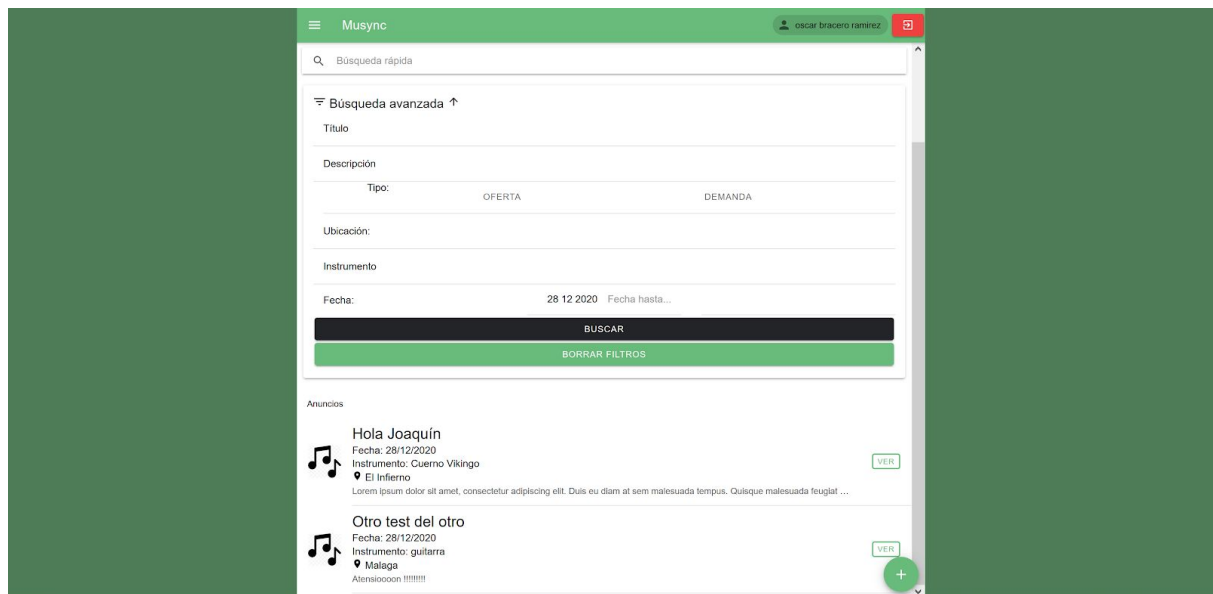 Musync
oscar bracero ramirez
Búsqueda rápida
Búsqueda avanzada
Título
Descripción
Tipo:
OFERTA
DEMANDA
Ubicación:
Instrumento
Fecha:
28 12 2020
Fecha hasta...
BUSCAR
BORRAR FILTROS
Anuncios
Hola Joaquín
Fecha: 28/12/2020
Instrumento: Cuerno Vikingo
VER
El Infierno
Lorem ipsum dolor sit amet, consectetur adipiscing elit. Duis eu diam at sem malesuada tempus. Quisque malesuada feugiat ...
Otro test del otro
Fecha: 28/12/2020
Instrumento: guitarra
VER
Malaga
Atensioooon !!!!!!!!!
+